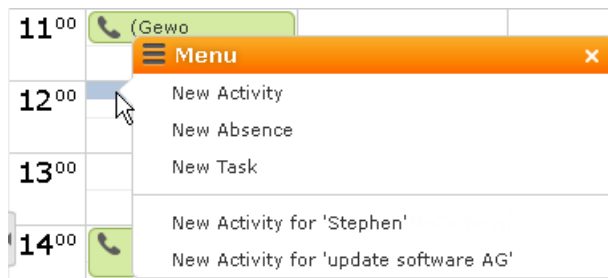 11⁰⁰
(Gewo
Menu
12⁰⁰
New Activity
New Absence
13⁰⁰
New Task
New Activity for 'Stephen'
14⁰⁰
New Activity for 'update software AG'